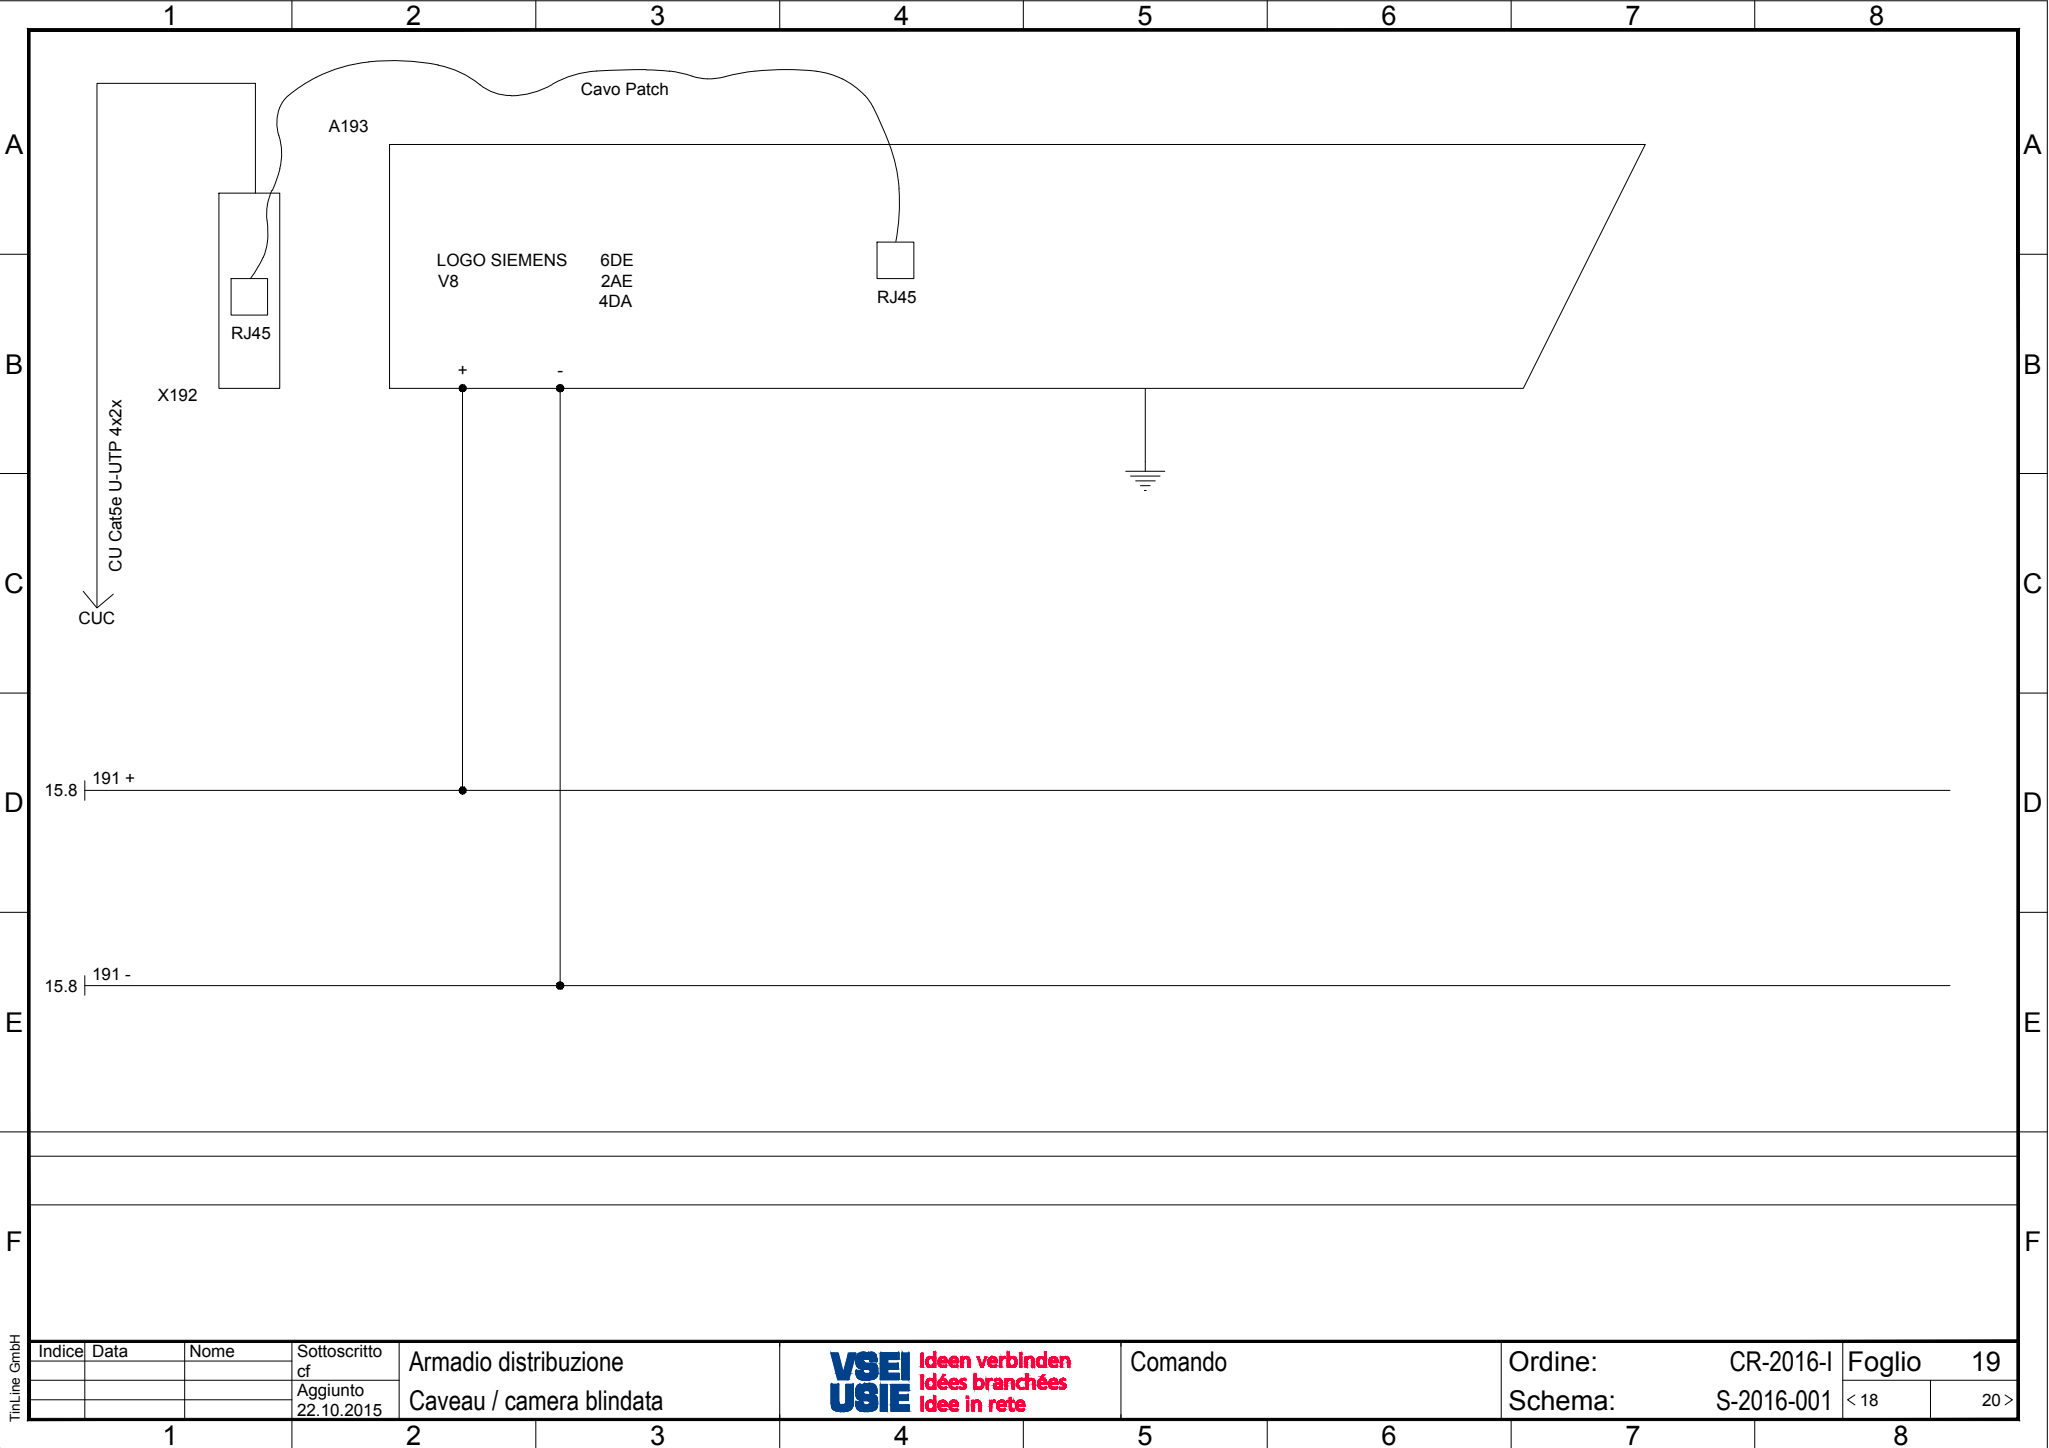 1 2 3 4 5 6 7 8
Cavo Patch
A193
A A
LOGO SIEMENS 6DE
V8 2AE
4DA
RJ45
RJ45
B B
+ -
X192
CU Cat5e U-UTP 4x2x
C C
CUC
191 +
15.8
D D
191 -
15.8
E E
F F
TinLine GmbH
Indice Data Nome Sottoscritto
cf
Aggiunto
22.10.2015
Armadio distribuzione
Caveau / camera blindata
VSEI Ideen verbinden
Idées branchées
USIE Idee in rete
Comando
Ordine: CR-2016-I
Schema: S-2016-001
Foglio 19
< 18 20 >
1 2 3 4 5 6 7 8